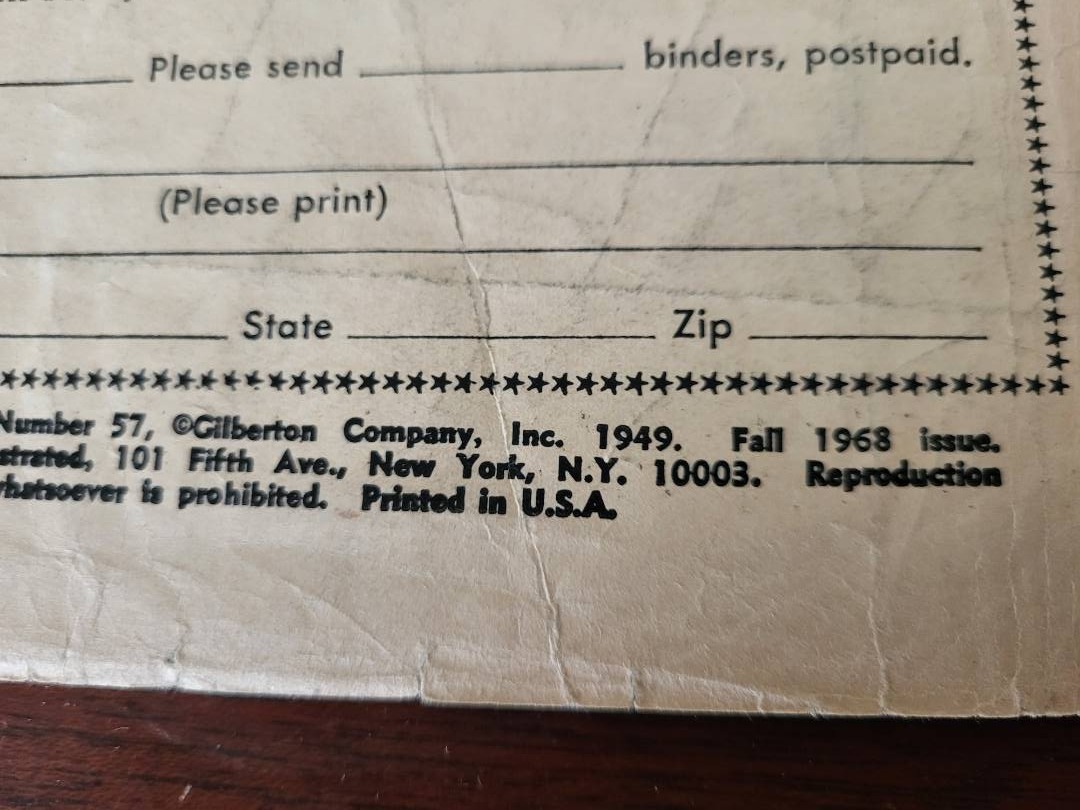 Please send binders, postpaid.
(Please print)
State Zip
Number 57, ©Gilberton Company, Inc. 1949. Fall 1968 issue.
strated, 101 Fifth Ave., New York, N.Y. 10003. Reproduction
whatsoever is prohibited. Printed in U.S.A.